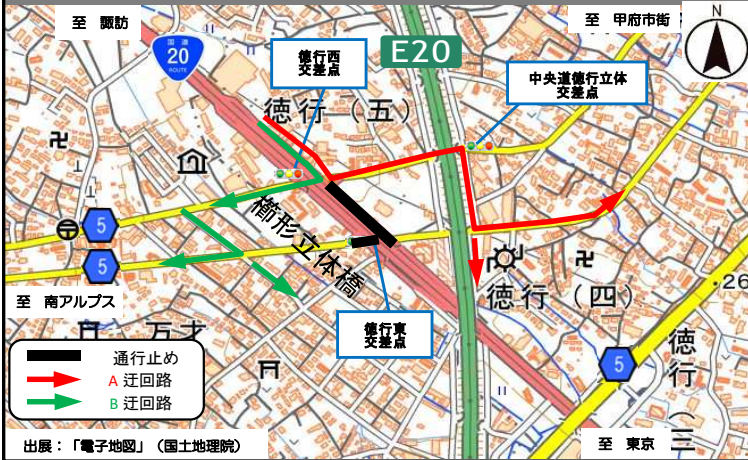 至 諏訪
国道
20
ROUTE
徳行西
交差点
E20
至 甲府市街
N
中央道徳行立体
交差点
徳行（五）
櫛形立体橋
5
5
至 南アルプス
徳行（四）
26
徳行東
交差点
万才
5
徳行（三
通行止め
A 迂回路
B 迂回路
出展：「電子地図」（国土地理院）
至 東京